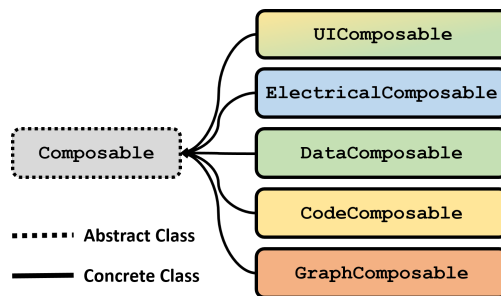 UIComposable
ElectricalComposable
Composable
DataComposable
CodeComposable
GraphComposable
Abstract Class
Concrete Class